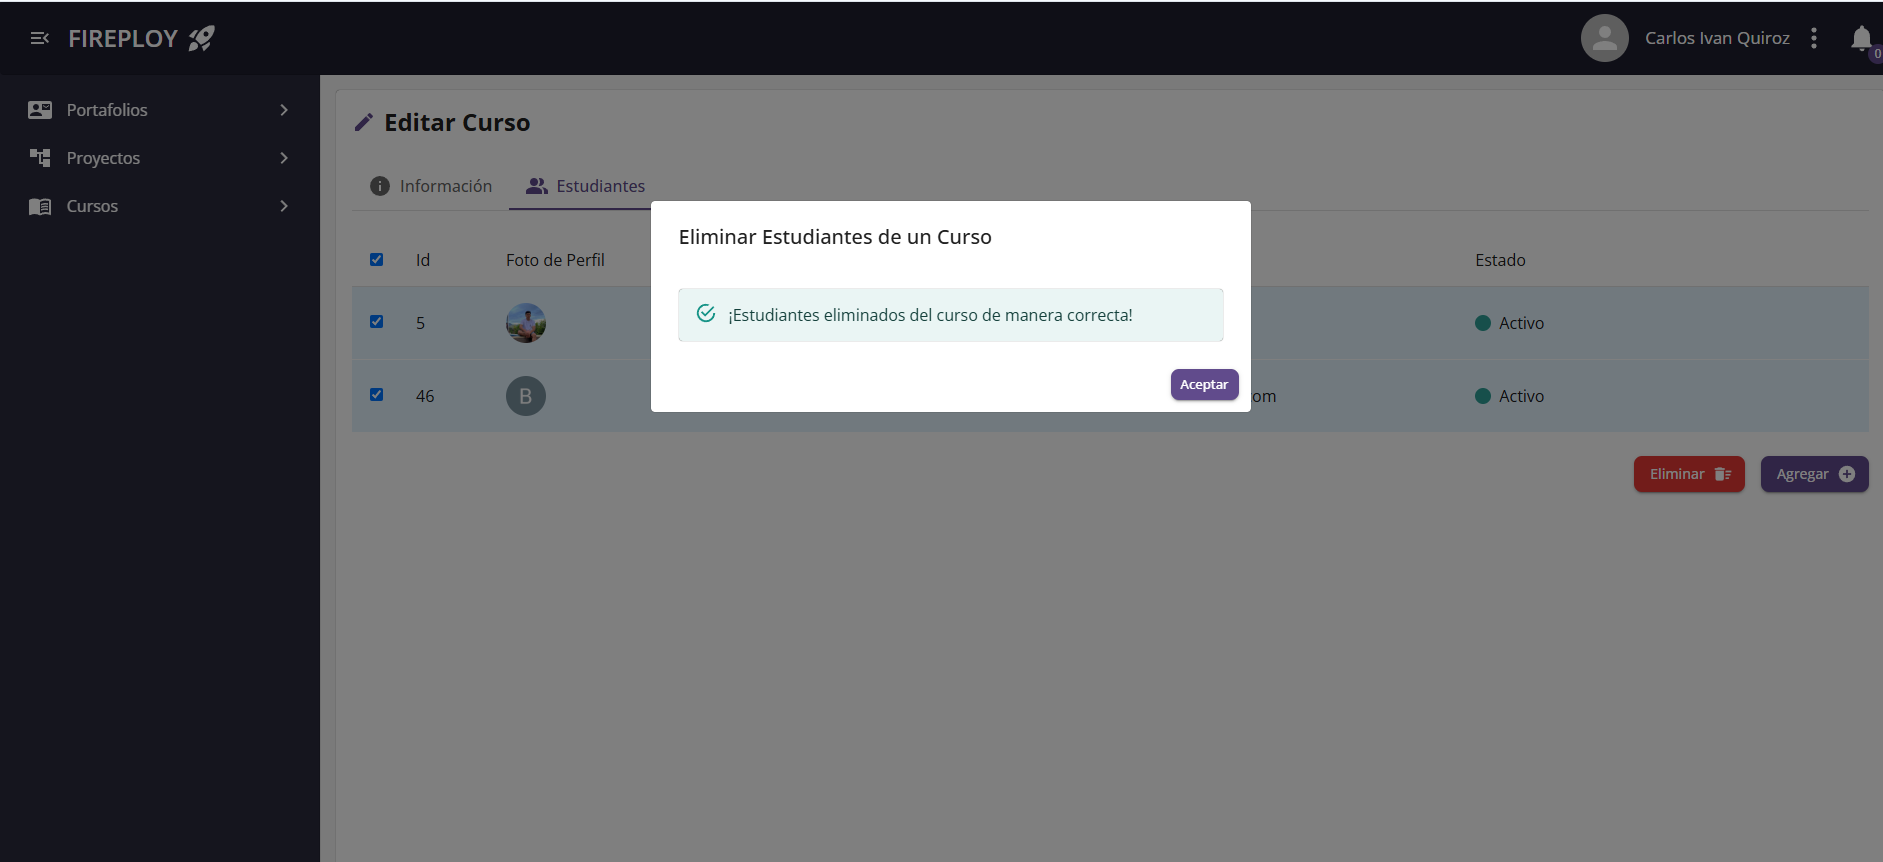 FIREPLOY
Carlos Ivan Quiroz
0
Portafolios
Proyectos
Cursos
Editar Curso
Información
Estudiantes
Eliminar Estudiantes de un Curso
¡Estudiantes eliminados del curso de manera correcta!
Aceptar
Id
Foto de Perfil
Estado
5
Activo
46
B
com
Activo
Eliminar
Agregar